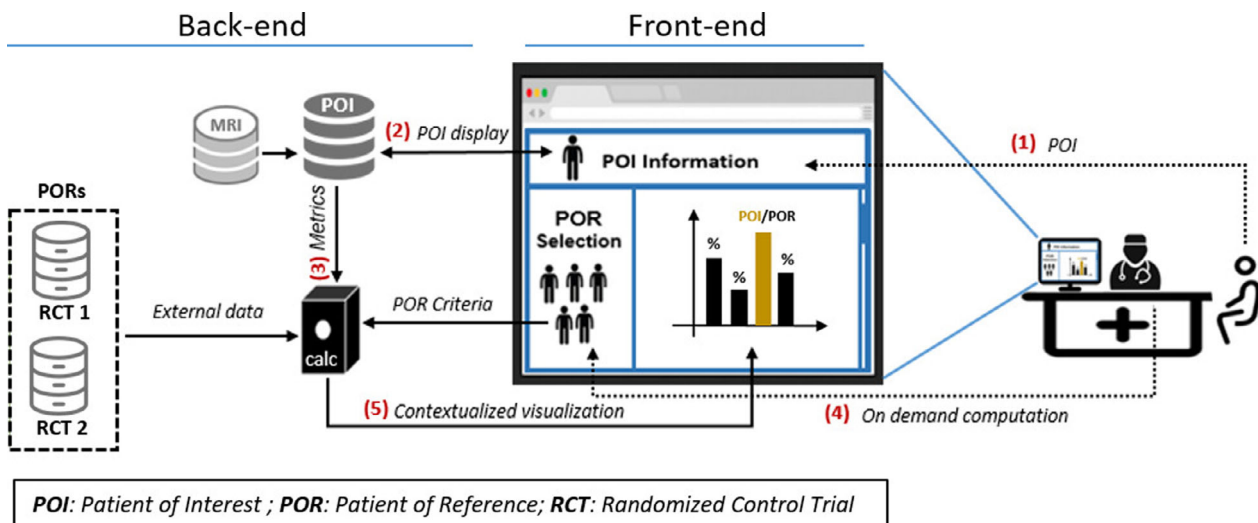 Back-end
Front-end
MRI
POI
(2) POI display
POI Information
(1) POI
PORs
(3) Metrics
POR
Selection
POI/POR
%
%
%
RCT 1
External data
POR Criteria
calc
RCT 2
(5) Contextualized visualization
(4) On demand computation
POI: Patient of Interest ; POR: Patient of Reference; RCT: Randomized Control Trial